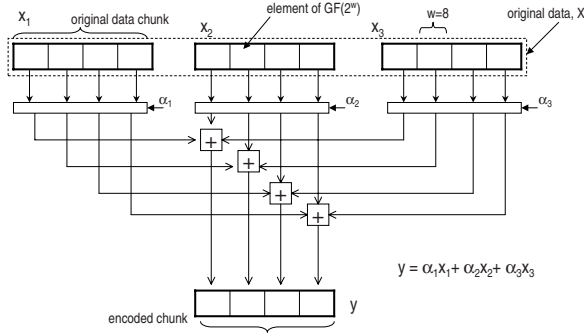 x1
original data chunk
x2
element of GF(2^w)
x3
w=8
original data, X
α1
α2
α3
+
+
+
+
y = α1x1+ α2x2+ α3x3
encoded chunk
y